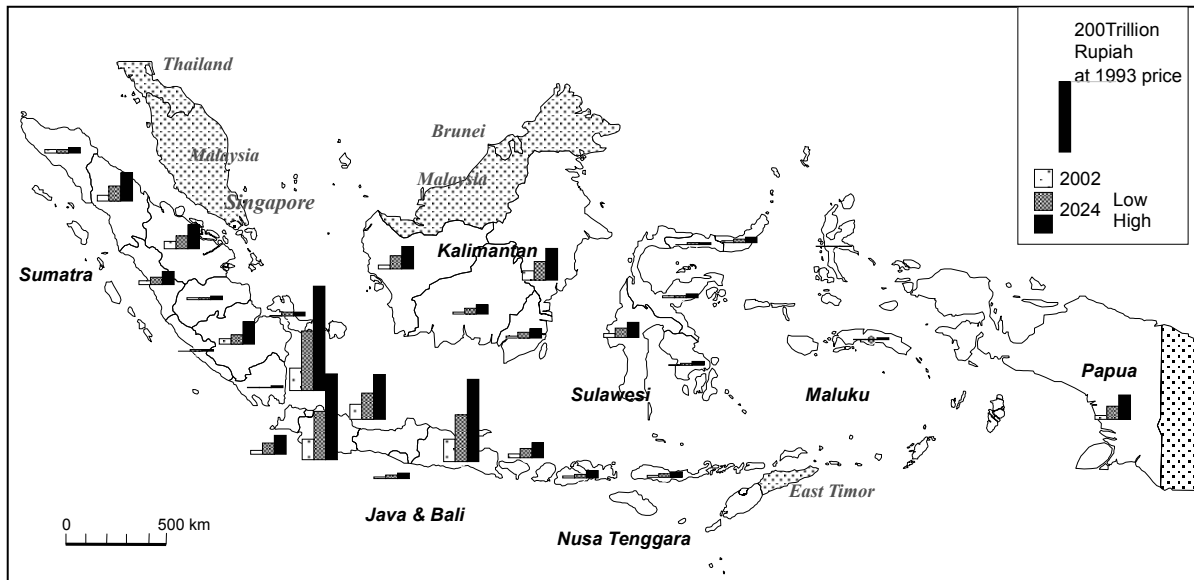 200Trillion
Rupiah
at 1993 price
2002
2024 Low
High
Thailand
Brunei
Malaysia
Malaysia
Singapore
Kalimantan
Sumatra
Sulawesi
Maluku
Papua
East Timor
Java & Bali
Nusa Tenggara
0 500 km